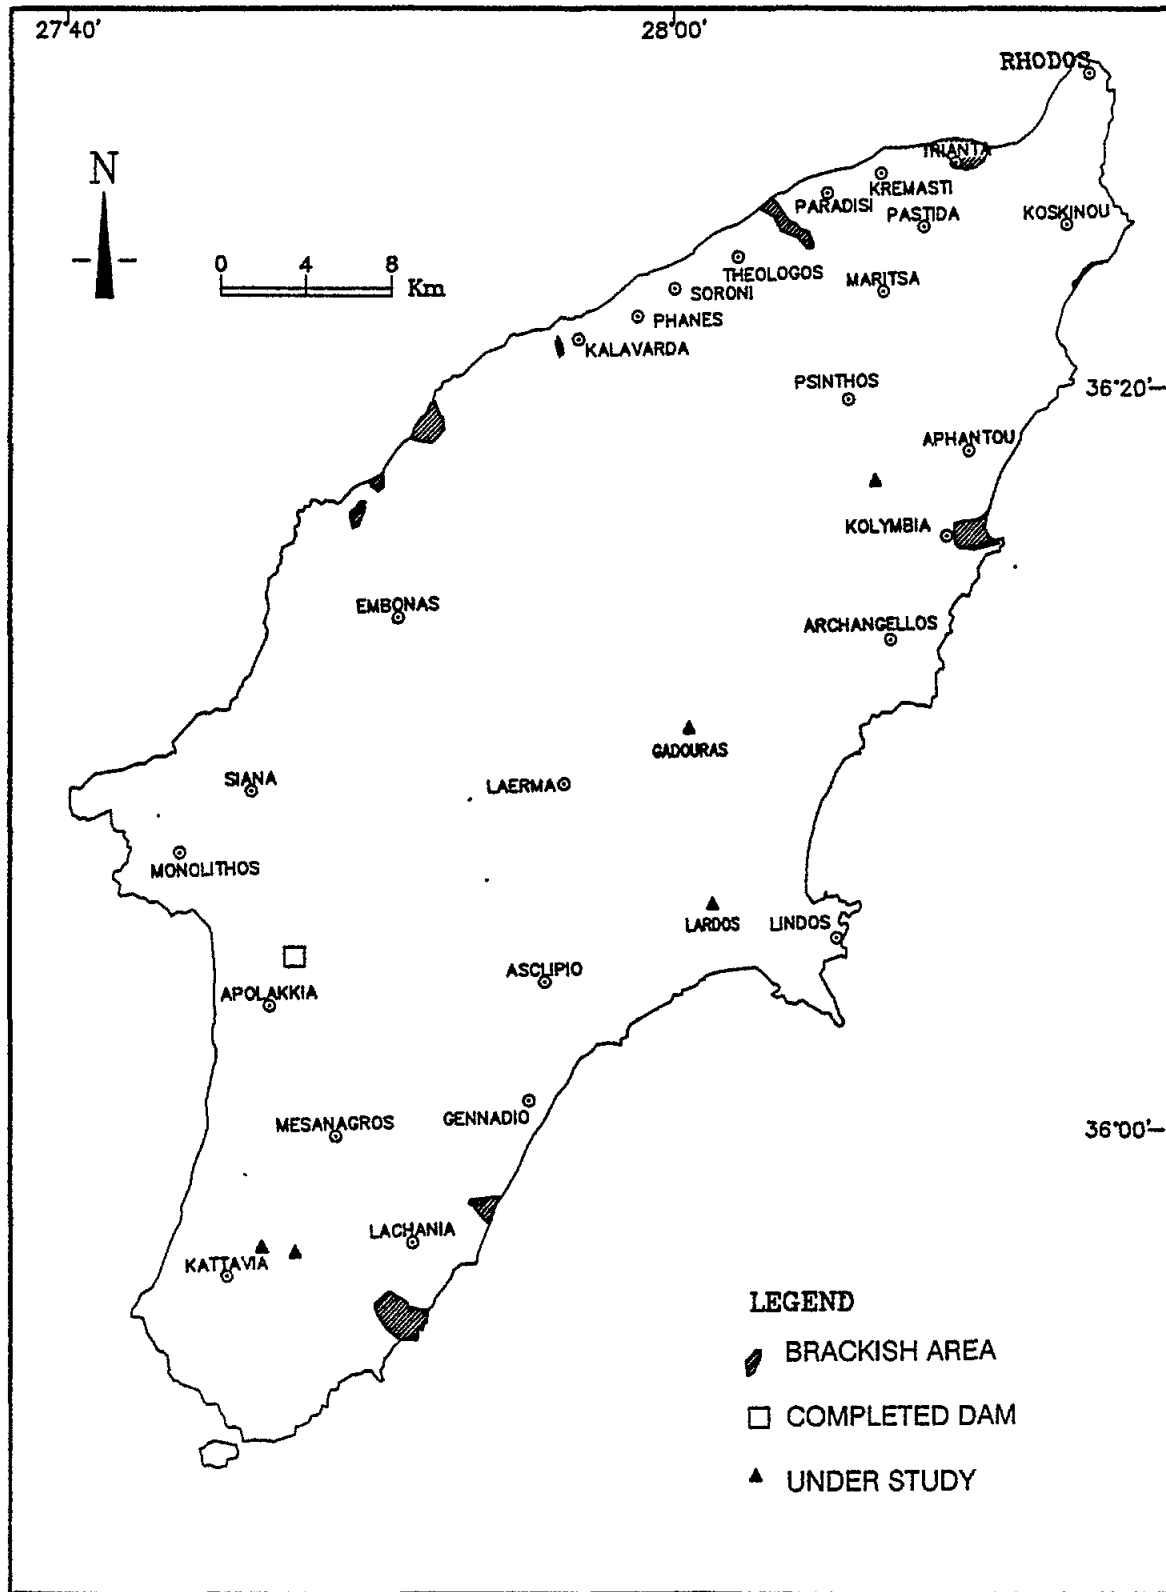 27°40'
28°00'
RHODOS
N
TRIANTA
KREMASTI
PARADISI
PASTIDA
KOSKINOU
0 4 8
Km
THEOLOGOS
MARITSA
SORONI
PHANES
KALAVARDA
PSINTHOS
36°20'
APHANTOU
KOLYMBIA
EMBONAS
ARCHANGELLOS
GADOURAS
SIANA
LAERMA
MONOLITHOS
LARDOS
LINDOS
ASCLIPIO
APOLAKKIA
GENNADIO
MESANAGROS
36°00'
LACHANIA
KATTAVIA
LEGEND
BRACKISH AREA
COMPLETED DAM
UNDER STUDY